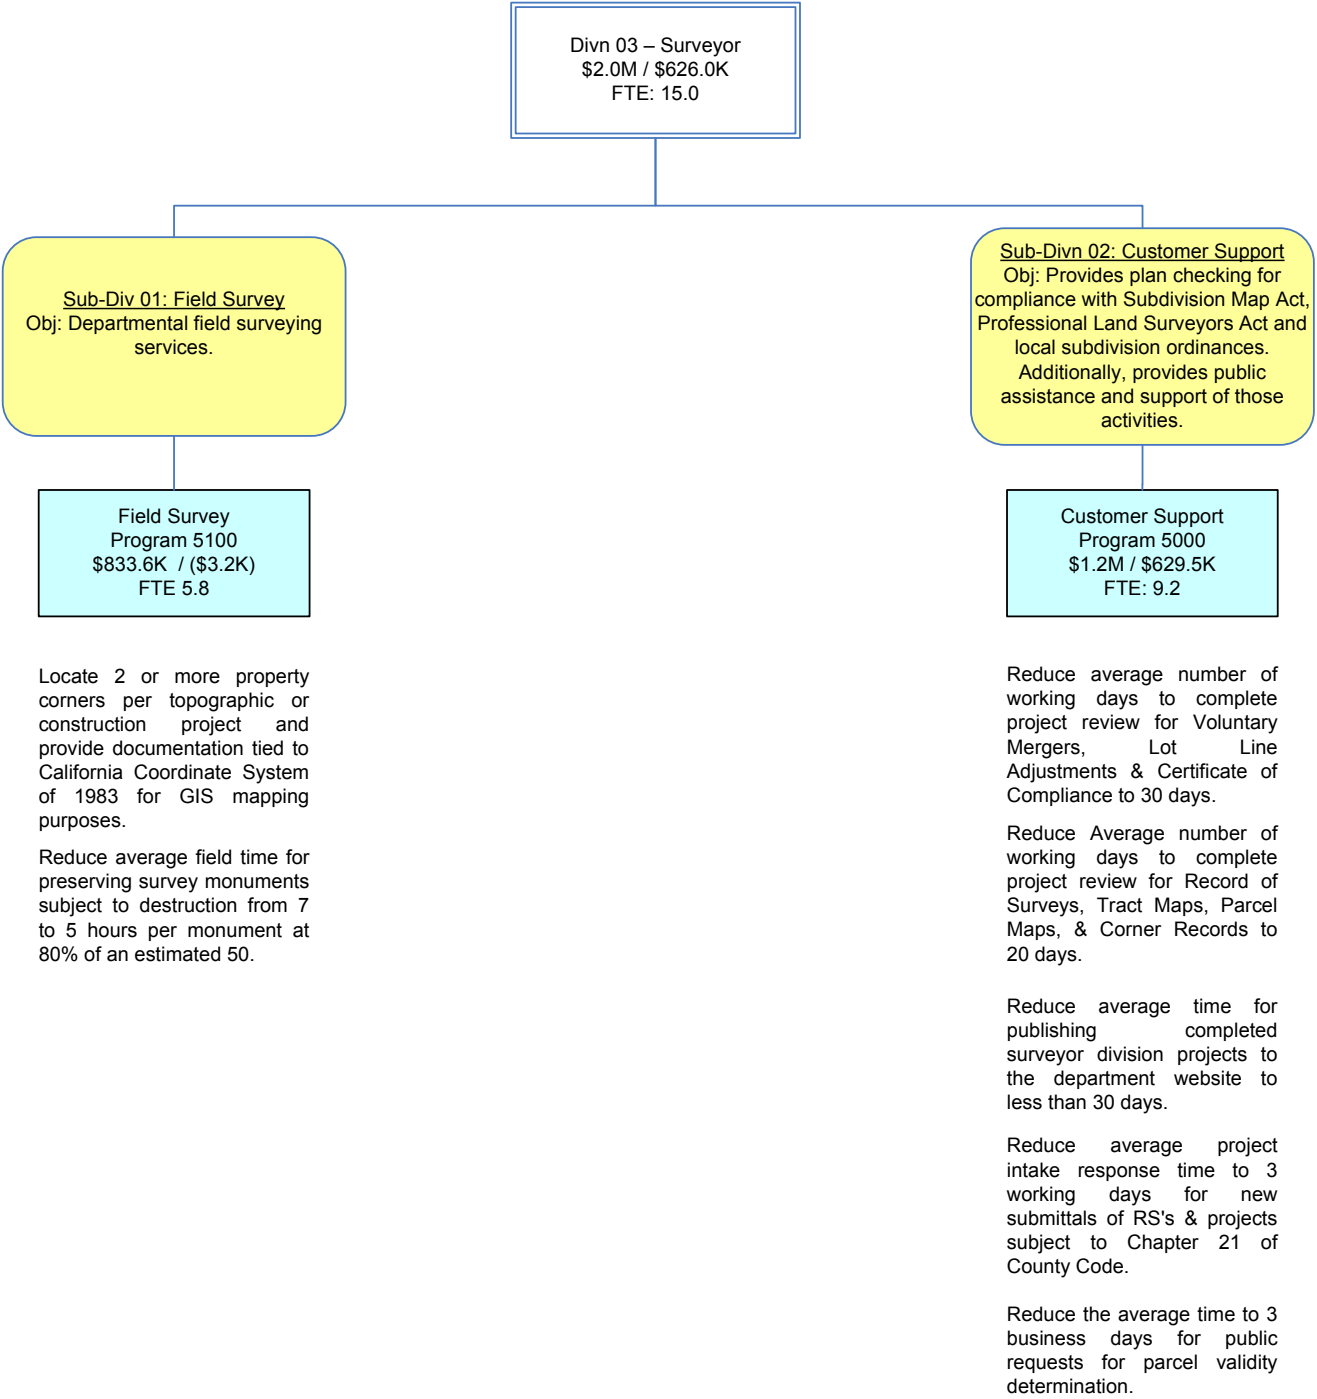 Divn 03 – Surveyor
$2.0M / $626.0K
FTE: 15.0
Sub-Div 01: Field Survey
Obj: Departmental field surveying
services.
Field Survey
Program 5100
$833.6K / ($3.2K)
FTE 5.8
Locate 2 or more property
corners per topographic or
construction project and
provide documentation tied to
California Coordinate System
of 1983 for GIS mapping
purposes.
Reduce average field time for
preserving survey monuments
subject to destruction from 7
to 5 hours per monument at
80% of an estimated 50.
Sub-Divn 02: Customer Support
Obj: Provides plan checking for
compliance with Subdivision Map Act,
Professional Land Surveyors Act and
local subdivision ordinances.
Additionally, provides public
assistance and support of those
activities.
Customer Support
Program 5000
$1.2M / $629.5K
FTE: 9.2
Reduce average number of
working days to complete
project review for Voluntary
Mergers, Lot Line
Adjustments & Certificate of
Compliance to 30 days.
Reduce Average number of
working days to complete
project review for Record of
Surveys, Tract Maps, Parcel
Maps, & Corner Records to
20 days.
Reduce average time for
publishing completed
surveyor division projects to
the department website to
less than 30 days.
Reduce average project
intake response time to 3
working days for new
submittals of RS's & projects
subject to Chapter 21 of
County Code.
Reduce the average time to 3
business days for public
requests for parcel validity
determination.